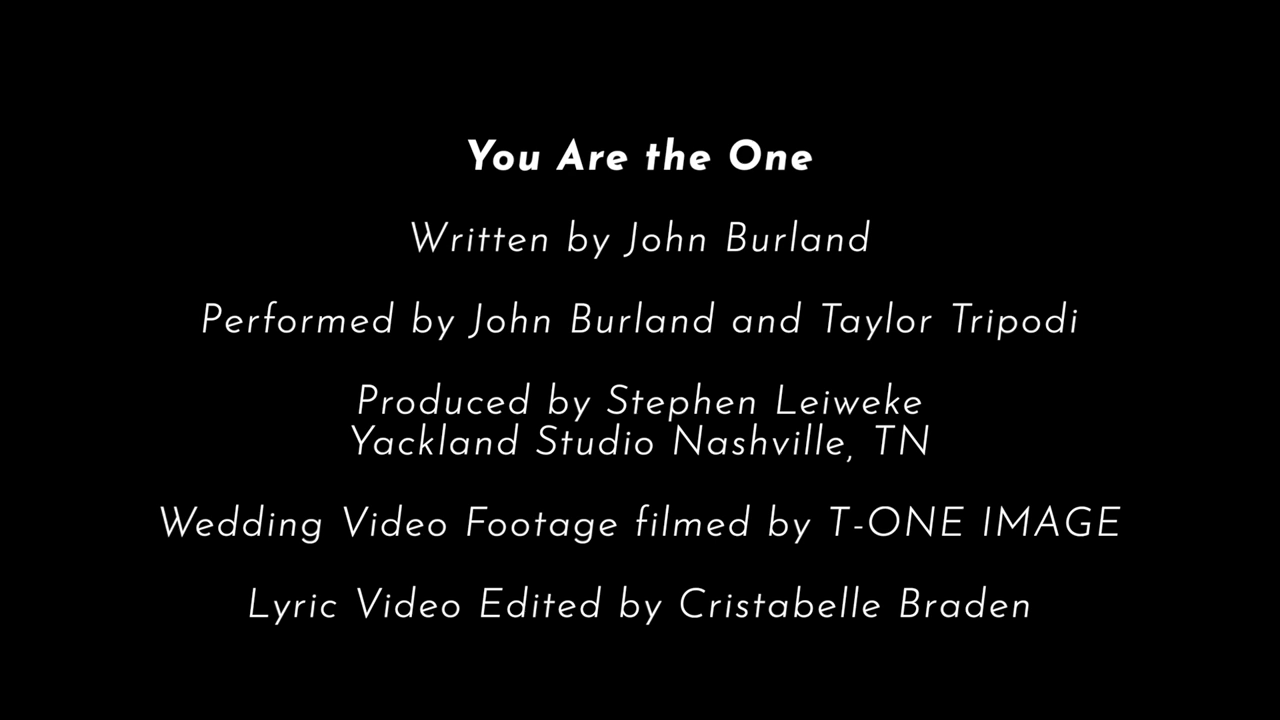 You Are the One
Written by John Burland
Performed by John Burland and Taylor Tripodi
Produced by Stephen Leiweke
Yackland Studio Nashville, TN
Wedding Video Footage filmed by T-ONE IMAGE
Lyric Video Edited by Cristabelle Braden